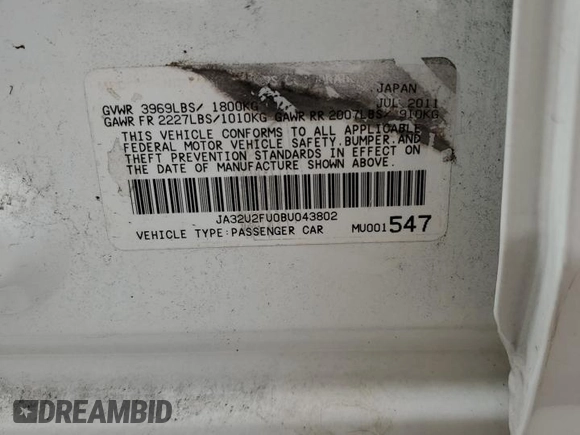 JAPAN
GVWR 3969LBS/ 1800KG JUL 2011
GAWR FR 2227LBS/1010KG GAWR RR 2007LBS/ 910KG
THIS VEHICLE CONFORMS TO ALL APPLICABLE
FEDERAL MOTOR VEHICLE SAFETY,BUMPER,AND
THEFT PREVENTION STANDARDS IN EFFECT ON
THE DATE OF MANUFACTURE SHOWN ABOVE.
JA32U2FU0BU043802
VEHICLE TYPE:PASSENGER CAR MU001547
DREAMBID